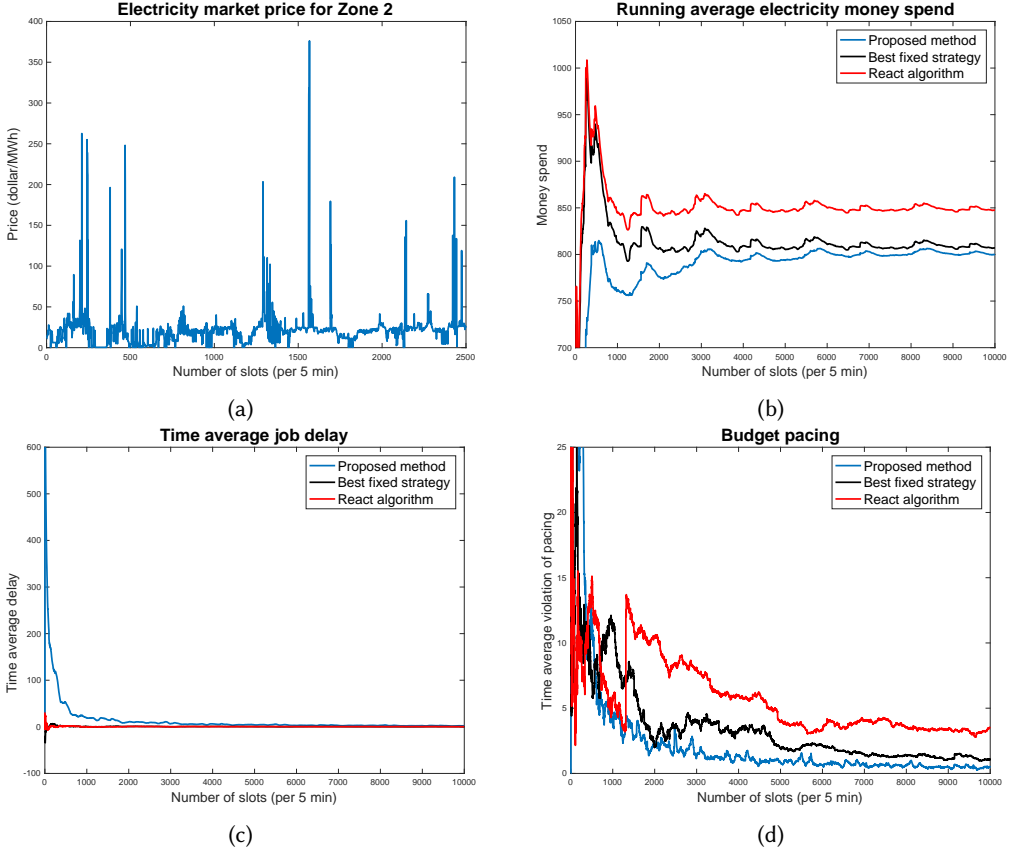 Electricity market price for Zone 2
400
350
300
250
200
150
100
50
0
Price (dollar/MWh)
0 500 1000 1500 2000 2500
Number of slots (per 5 min)
(a)
Running average electricity money spend
Proposed method
Best fixed strategy
React algorithm
1000
950
900
850
800
750
700
Money spend
0 1000 2000 3000 4000 5000 6000 7000 8000 9000 10000
Number of slots (per 5 min)
(b)
Time average job delay
Proposed method
Best fixed strategy
React algorithm
600
500
400
300
200
100
0
-100
Time average delay
0 1000 2000 3000 4000 5000 6000 7000 8000 9000 10000
Number of slots (per 5 min)
(c)
Budget pacing
Proposed method
Best fixed strategy
React algorithm
25
20
15
10
5
0
Time average violation of pacing
0 1000 2000 3000 4000 5000 6000 7000 8000 9000 10000
Number of slots (per 5 min)
(d)